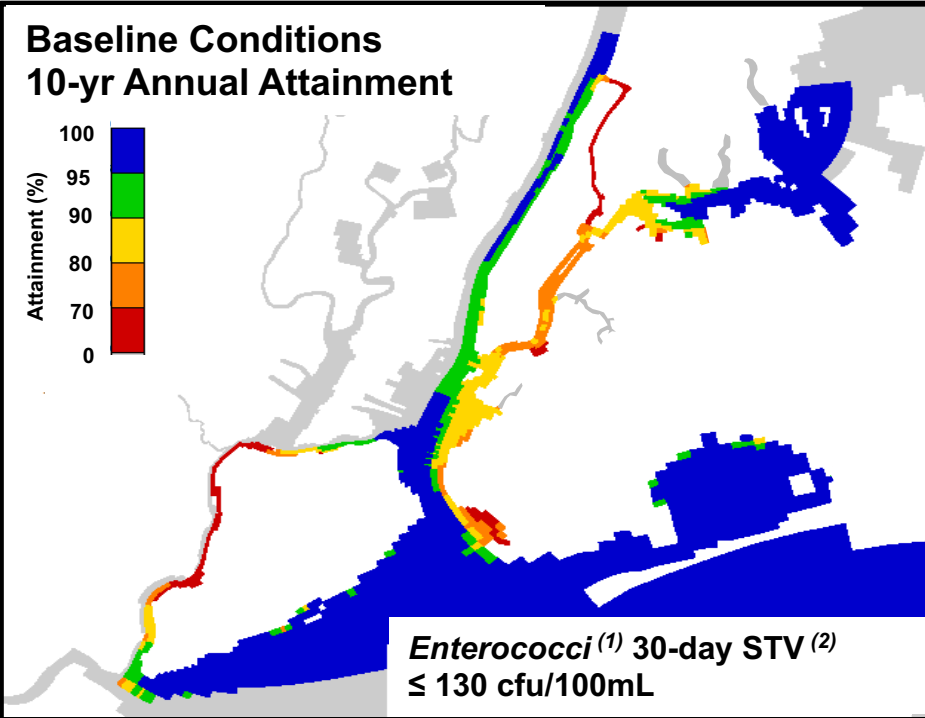 Baseline Conditions
10-yr Annual Attainment
Attainment (%)
100
95
90
80
70
0
Enterococci (1) 30-day STV (2)
≤ 130 cfu/100mL